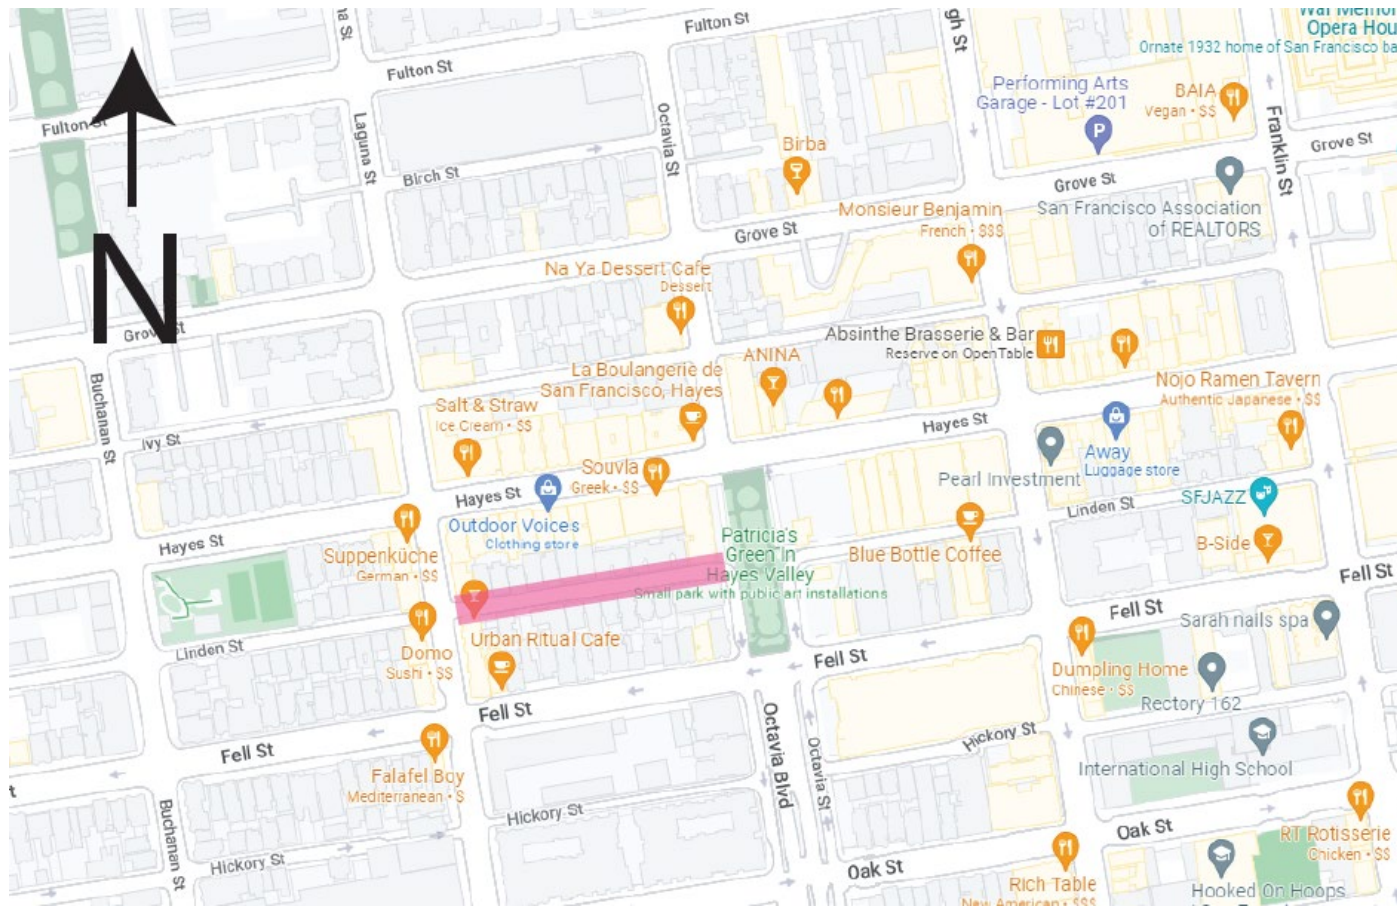 Fulton St
War Memor
Opera Hou
Ornate 1932 home of San Francisco ba
gh St
Fulton St
Performing Arts
Garage - Lot #201
P
BAIA
Vegan • $$
Fulton St
Laguna St
Octavia St
Franklin St
Grove St
Birba
Birch St
Grove St
San Francisco Association
of REALTORS
Monsieur Benjamin
French • $$$
Grove St
N
Na Ya Dessert Cafe
Dessert
Grove St
Absinthe Brasserie & Bar
Reserve on OpenTable
ANINA
La Boulangerie de
San Francisco, Hayes
Nojo Ramen Tavern
Authentic Japanese • $$
Buchanan St
Salt & Straw
Ice Cream • $$
Hayes St
Ivy St
Away
Luggage store
Pearl Investment
Souvla
Greek • $$
Hayes St
Linden St
SFJAZZ
Outdoor Voices
Clothing store
Hayes St
Suppenküche
German • $$
Patricia's
Green In
Hayes Valley
Small park with public art installations
Blue Bottle Coffee
B-Side
Fell St
Fell St
Sarah nails spa
Linden St
Domo
Sushi • $$
Urban Ritual Cafe
Fell St
Dumpling Home
Chinese • $$
Rectory 162
Fell St
Octavia Blvd
Octavia St
Hickory St
Fell St
Falafel Boy
Mediterranean • $
International High School
Buchanan St
Hickory St
Oak St
RT Rotisserie
Chicken • $$
Hickory St
Oak St
Rich Table
New American • $$$
Hooked On Hoops